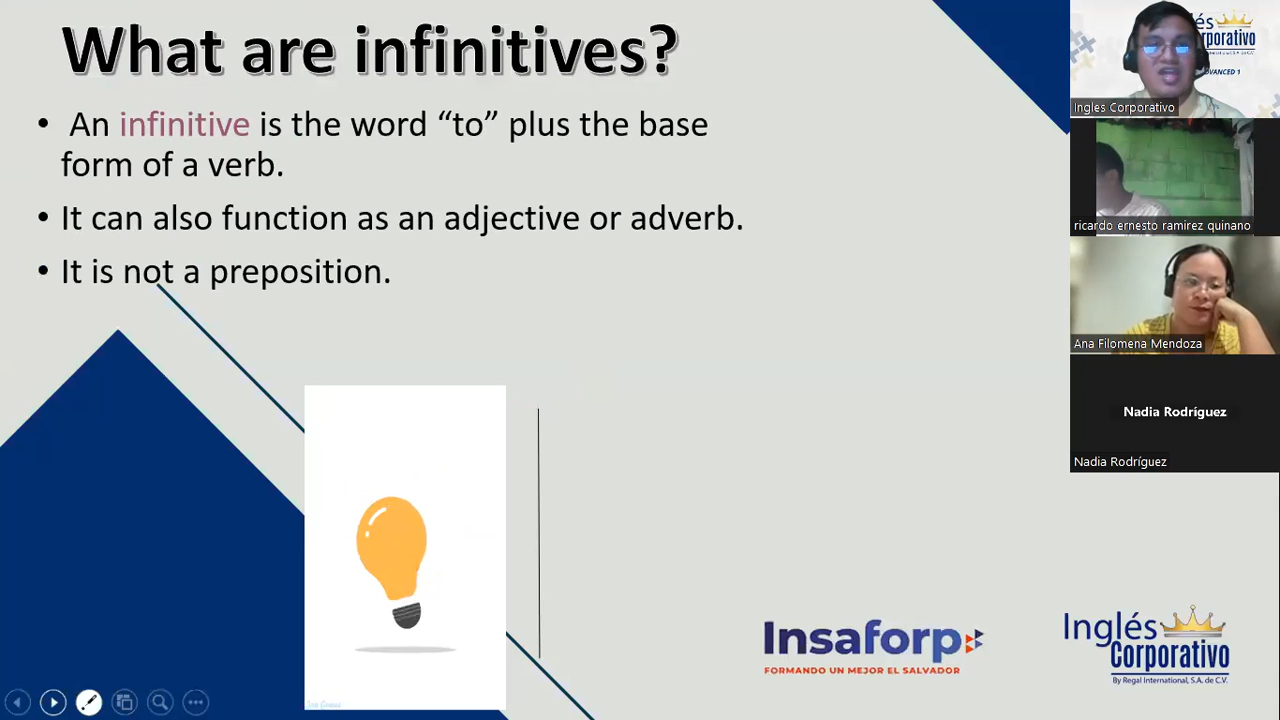 What are infinitives?
• An infinitive is the word “to” plus the base
form of a verb.
• It can also function as an adjective or adverb.
• It is not a preposition.
Insaforp
FORMANDO UN MEJOR EL SALVADOR
Inglés
Corporativo
By Regal International, S.A. de C.V.
Ingles Corporativo
ricardo ernesto ramirez quinano
Ana Filomena Mendoza
Nadia Rodríguez
Nadia Rodríguez